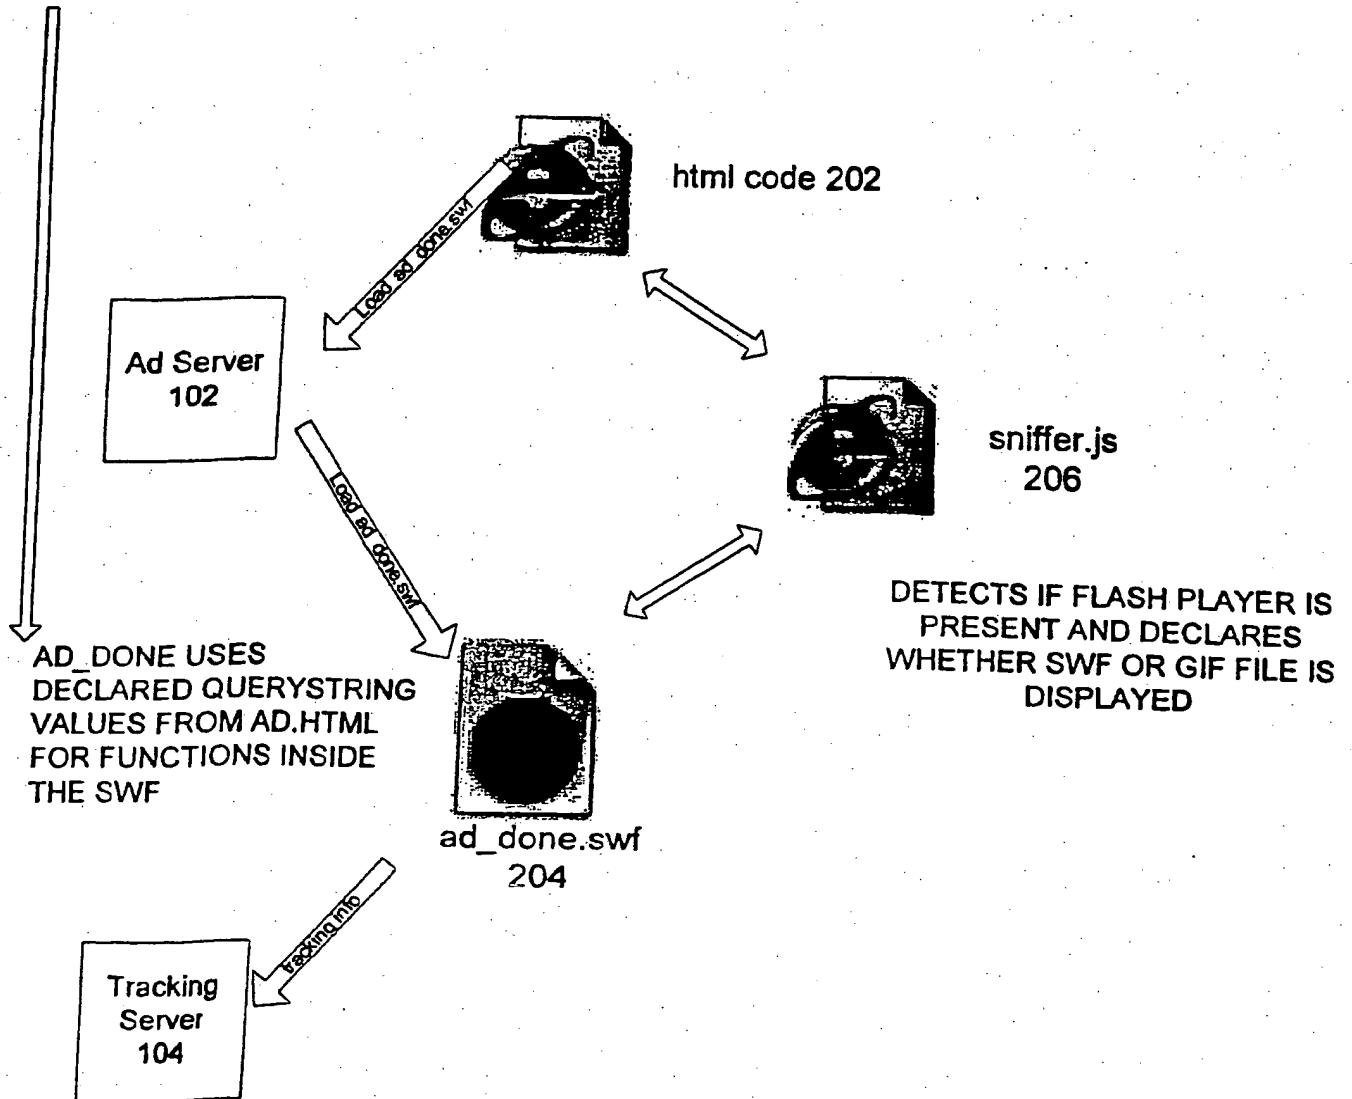 html code 202
Load ad_done.swf
Ad Server
102
sniffer.js
206
Load ad_done.swf
DETECTS IF FLASH PLAYER IS
PRESENT AND DECLARES
WHETHER SWF OR GIF FILE IS
DISPLAYED
AD_DONE USES
DECLARED QUERYSTRING
VALUES FROM AD.HTML
FOR FUNCTIONS INSIDE
THE SWF
ad_done.swf
204
tracking info
Tracking
Server
104